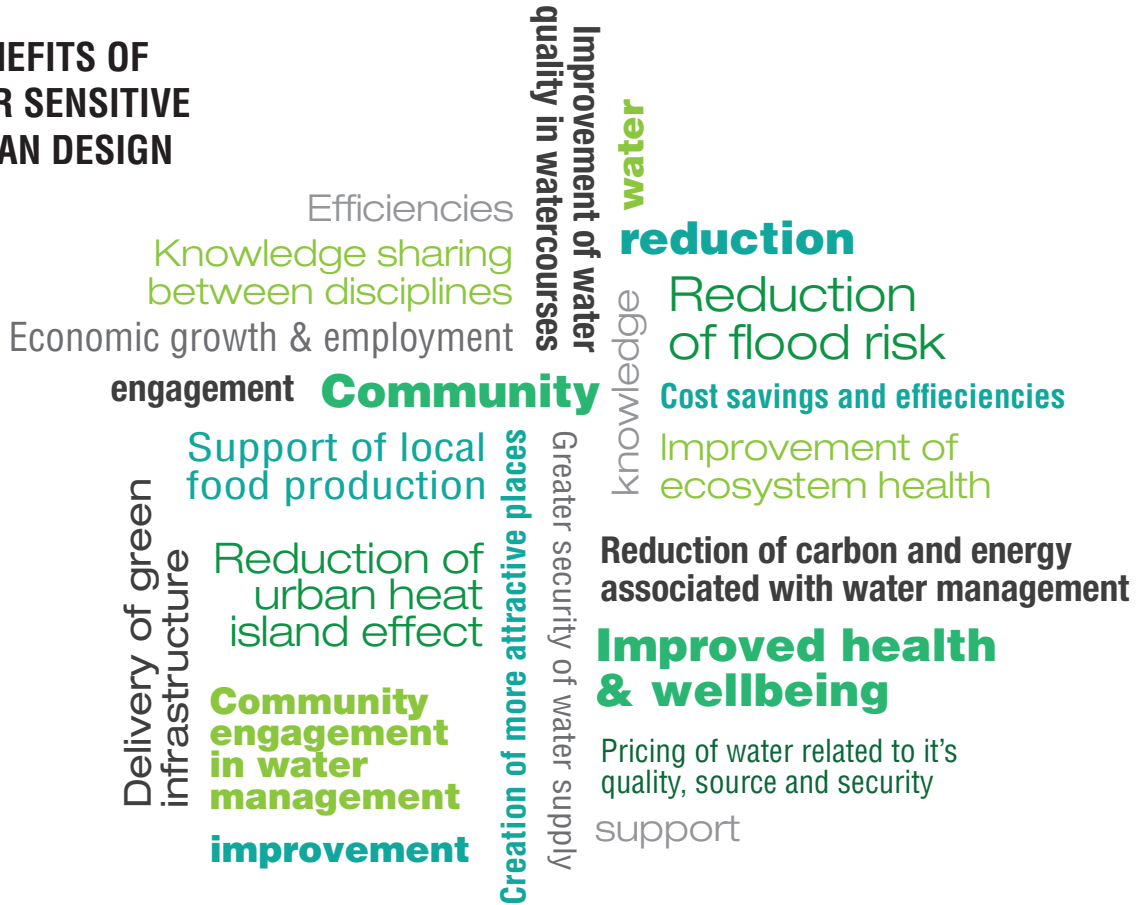 NEFITS OF
R SENSITIVE
AN DESIGN
Improvement of water
quality in watercourses
water
reduction
Efficiencies
Knowledge sharing
between disciplines
Economic growth & employment
knowledge
Reduction
of flood risk
engagement
Community
Cost savings and effieciencies
Support of local
food production
Improvement of
ecosystem health
Creation of more attractive places
Greater security of water supply
Delivery of green
infrastructure
Reduction of
urban heat
island effect
Reduction of carbon and energy
associated with water management
Improved health
& wellbeing
Community
engagement
in water
management
Pricing of water related to it's
quality, source and security
improvement
support